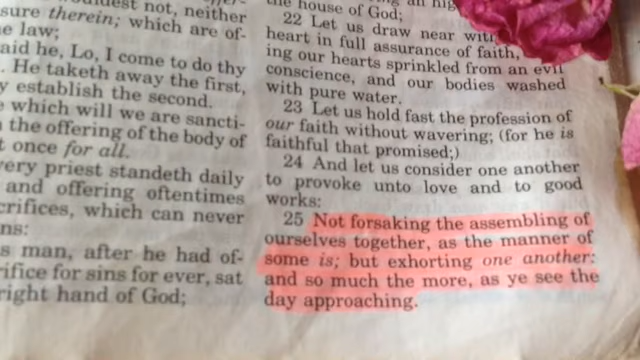 not, neither
sure therein; which are of-
law;
said he, Lo, I come to do thy
. He taketh away the first,
y establish the second.
which will we are sancti-
the offering of the body of
once for all.
very priest standeth daily
and offering oftentimes
crifices, which can never
ns:
s man, after he had of-
rifice for sins for ever, sat
right hand of God;
the house of God;
22 Let us draw near with
heart in full assurance of faith,
ing our hearts sprinkled from an evil
conscience, and our bodies washed
with pure water.
23 Let us hold fast the profession of
our faith without wavering; (for he is
faithful that promised;)
24 And let us consider one another
to provoke unto love and to good
works:
25 Not forsaking the assembling of
ourselves together, as the manner of
some is; but exhorting one another:
and so much the more, as ye see the
day approaching.